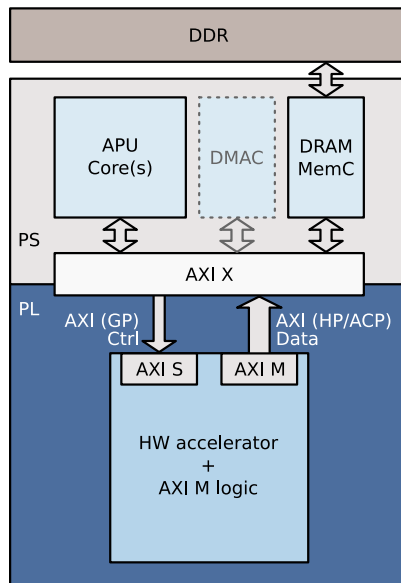 DDR
APU
Core(s)
DMAC
DRAM
MemC
PS
AXI X
PL
AXI (GP)
Ctrl
AXI (HP/ACP)
Data
AXI S
AXI M
HW accelerator
+
AXI M logic